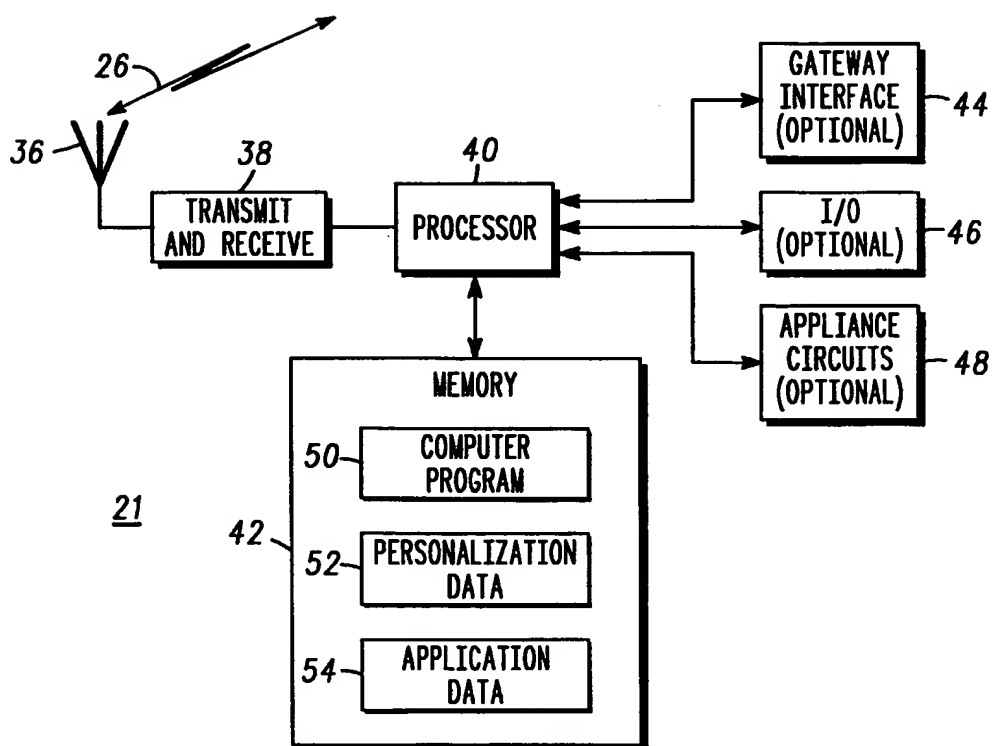 26
36
38
TRANSMIT
AND RECEIVE
40
PROCESSOR
GATEWAY
INTERFACE
(OPTIONAL)
44
I/O
(OPTIONAL)
46
APPLIANCE
CIRCUITS
(OPTIONAL)
48
MEMORY
50
COMPUTER
PROGRAM
21
42
52
PERSONALIZATION
DATA
54
APPLICATION
DATA